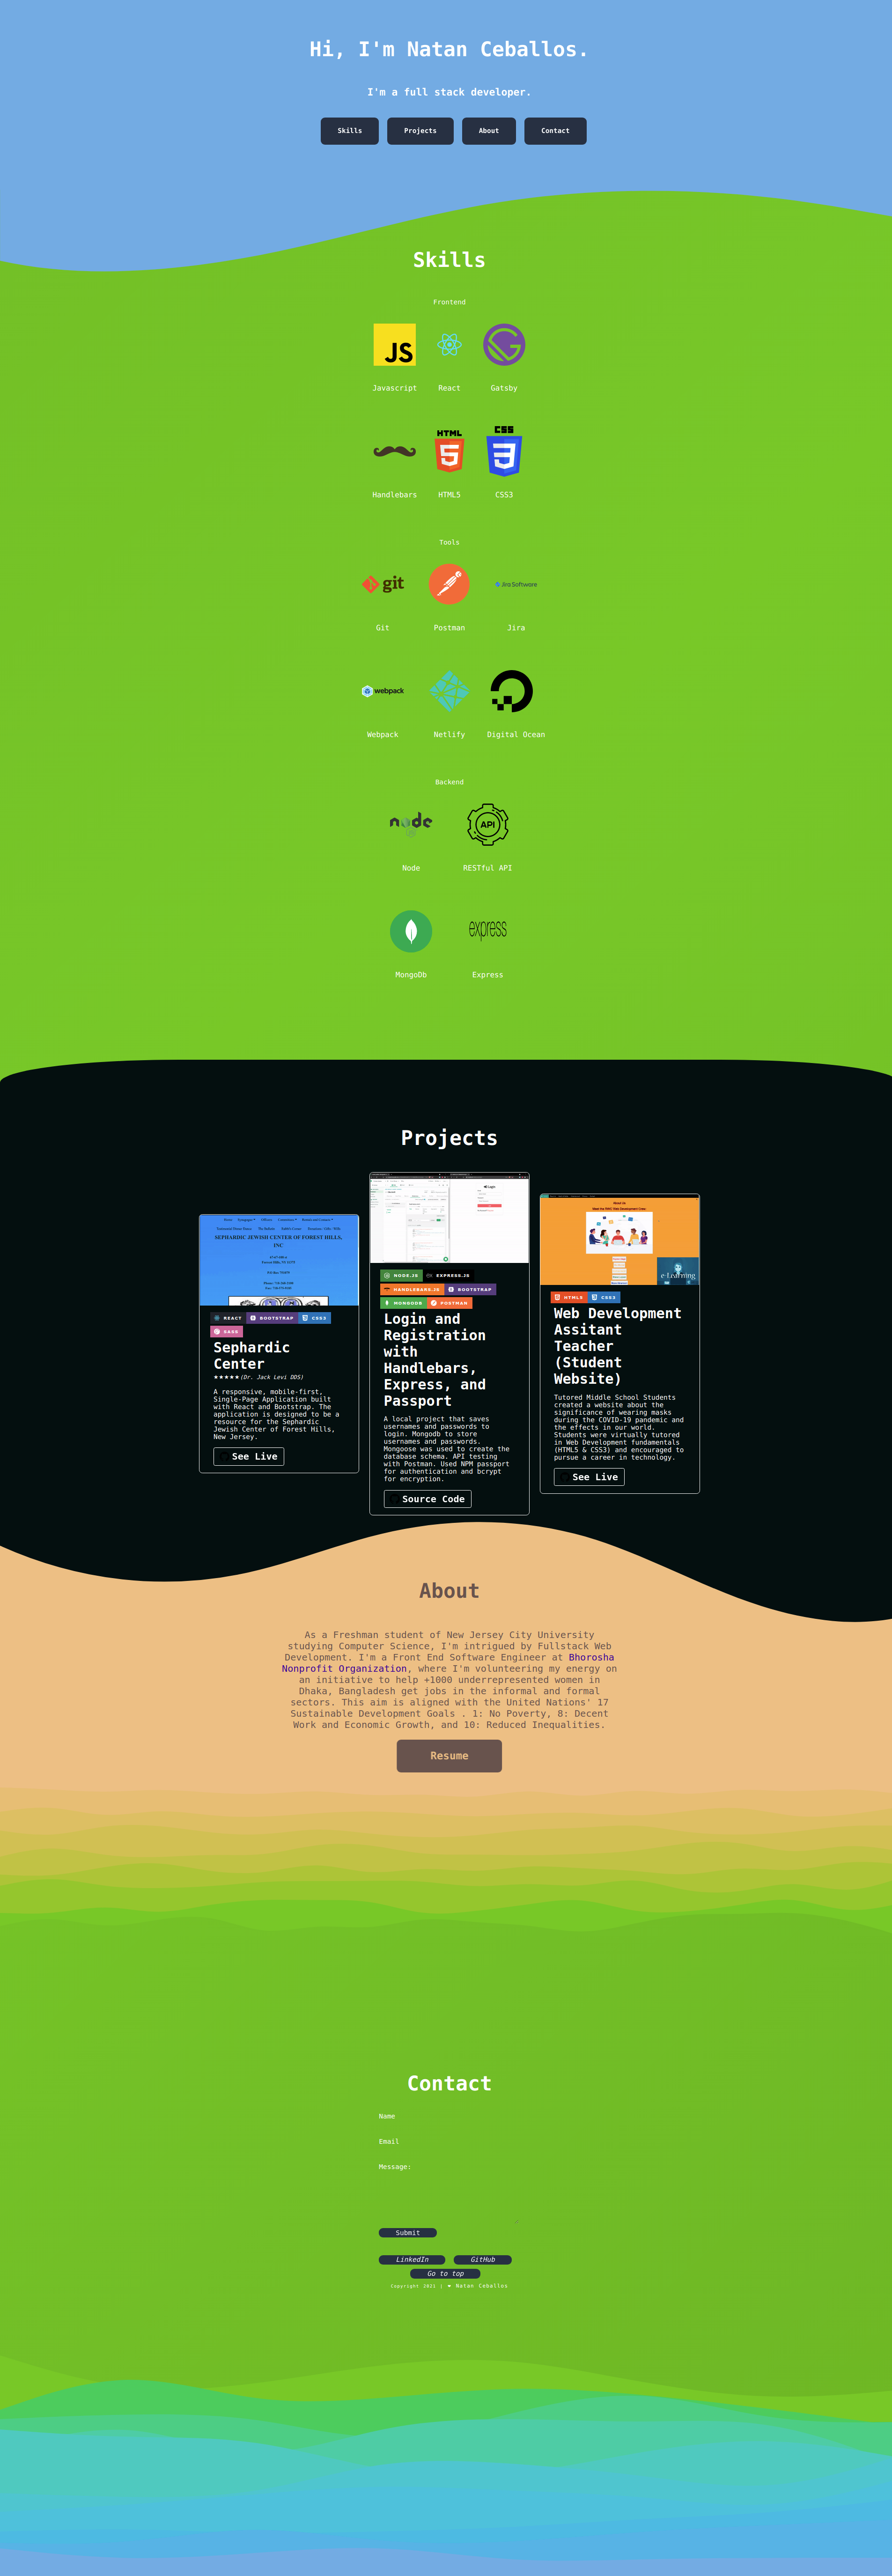 Hi, I'm Natan Ceballos.
I'm a full stack developer.
Skills
Projects
About
Contact
Skills
Frontend
JS
Javascript
React
Gatsby
HTML
5
CSS
3
Handlebars
HTML5
CSS3
Tools
git
Jira Software
Git
Postman
Jira
webpack
Webpack
Netlify
Digital Ocean
Backend
node
API
Node
RESTful API
express
MongoDb
Express
Projects
SEPHARDIC JEWISH CENTER OF FOREST HILLS,
INC
REACT
BOOTSTRAP
CSS3
SASS
Sephardic
Center
★★★★★(Dr. Jack Levi DDS)
A responsive, mobile-first,
Single-Page Application built
with React and Bootstrap. The
application is designed to be a
resource for the Sephardic
Jewish Center of Forest Hills,
New Jersey.
See Live
Login
NODE.JS
EXPRESS.JS
HANDLEBARS.JS
BOOTSTRAP
MONGODB
POSTMAN
Login and
Registration
with
Handlebars,
Express, and
Passport
A local project that saves
usernames and passwords to
login. Mongodb to store
usernames and passwords.
Mongoose was used to create the
database schema. API testing
with Postman. Used NPM passport
for authentication and bcrypt
for encryption.
Source Code
e-Learning
HTML5
CSS3
Web Development
Assitant
Teacher
(Student
Website)
Tutored Middle School Students
created a website about the
significance of wearing masks
during the COVID-19 pandemic and
the effects in our world.
Students were virtually tutored
in Web Development fundamentals
(HTML5 & CSS3) and encouraged to
pursue a career in technology.
See Live
About
As a Freshman student of New Jersey City University
studying Computer Science, I'm intrigued by Fullstack Web
Development. I'm a Front End Software Engineer at Bhorosha
Nonprofit Organization, where I'm volunteering my energy on
an initiative to help +1000 underrepresented women in
Dhaka, Bangladesh get jobs in the informal and formal
sectors. This aim is aligned with the United Nations' 17
Sustainable Development Goals . 1: No Poverty, 8: Decent
Work and Economic Growth, and 10: Reduced Inequalities.
Resume
Contact
Name
Email
Message:
Submit
LinkedIn
GitHub
Go to top
Copyright 2021 | ❤ Natan Ceballos